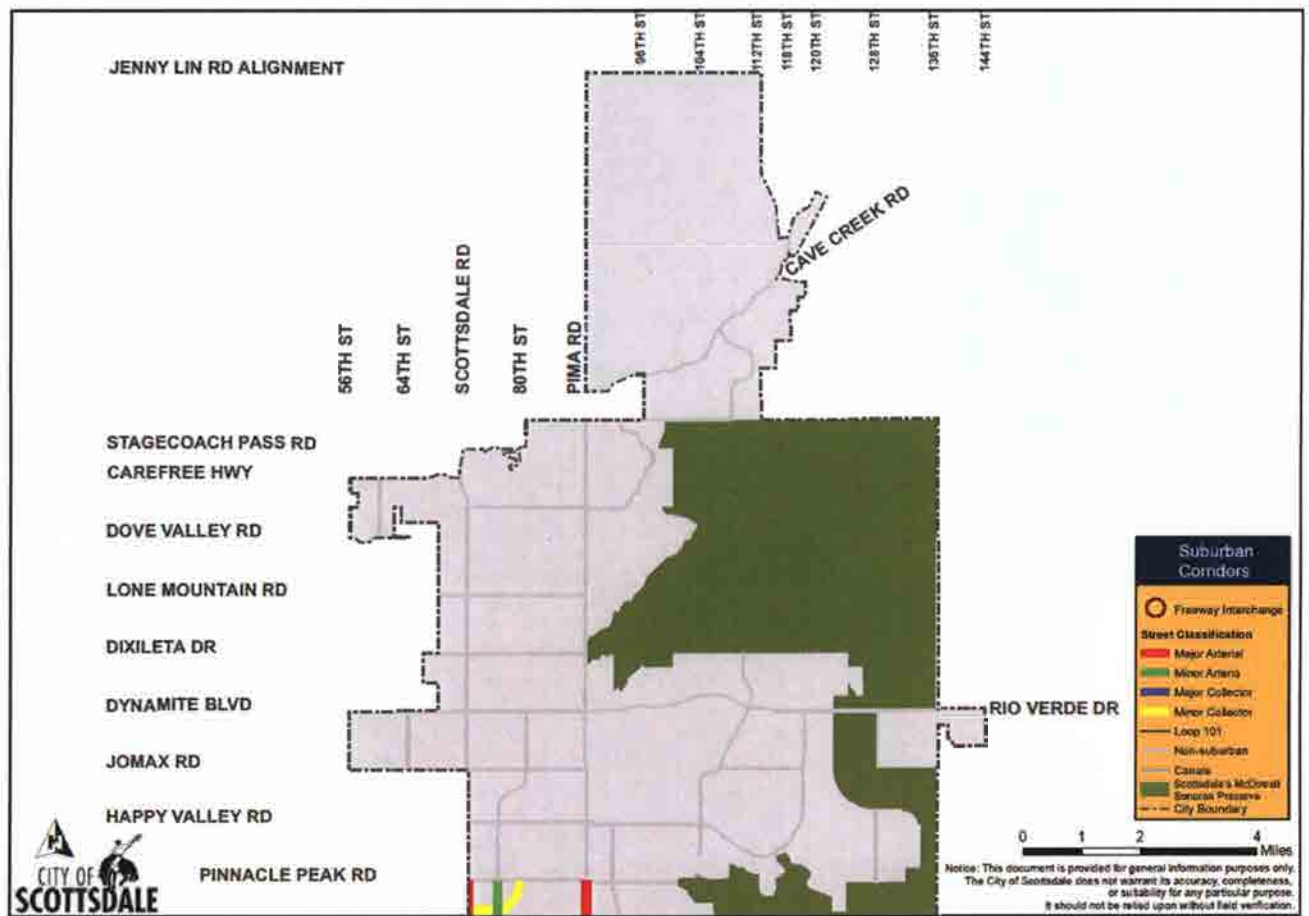 JENNY LIN RD ALIGNMENT
96TH ST
104TH ST
112TH ST
118TH ST
120TH ST
128TH ST
136TH ST
144TH ST
CAVE CREEK RD
56TH ST
64TH ST
SCOTTSDALE RD
80TH ST
PIMA RD
STAGECOACH PASS RD
CAREFREE HWY
DOVE VALLEY RD
LONE MOUNTAIN RD
DIXILETA DR
DYNAMITE BLVD
RIO VERDE DR
JOMAX RD
HAPPY VALLEY RD
PINNACLE PEAK RD
Suburban
Corridors
Freeway Interchange
Street Classification
Major Arterial
Minor Arteria
Major Collector
Minor Collector
Loop 101
Non-suburban
Canals
Scottsdale's McDowell
Sonoran Preserve
City Boundary
0 1 2 4
Miles
Notice: This document is provided for general information purposes only.
The City of Scottsdale does not warrant its accuracy, completeness,
or suitability for any particular purpose.
It should not be relied upon without field verification.
CITY OF
SCOTTSDALE